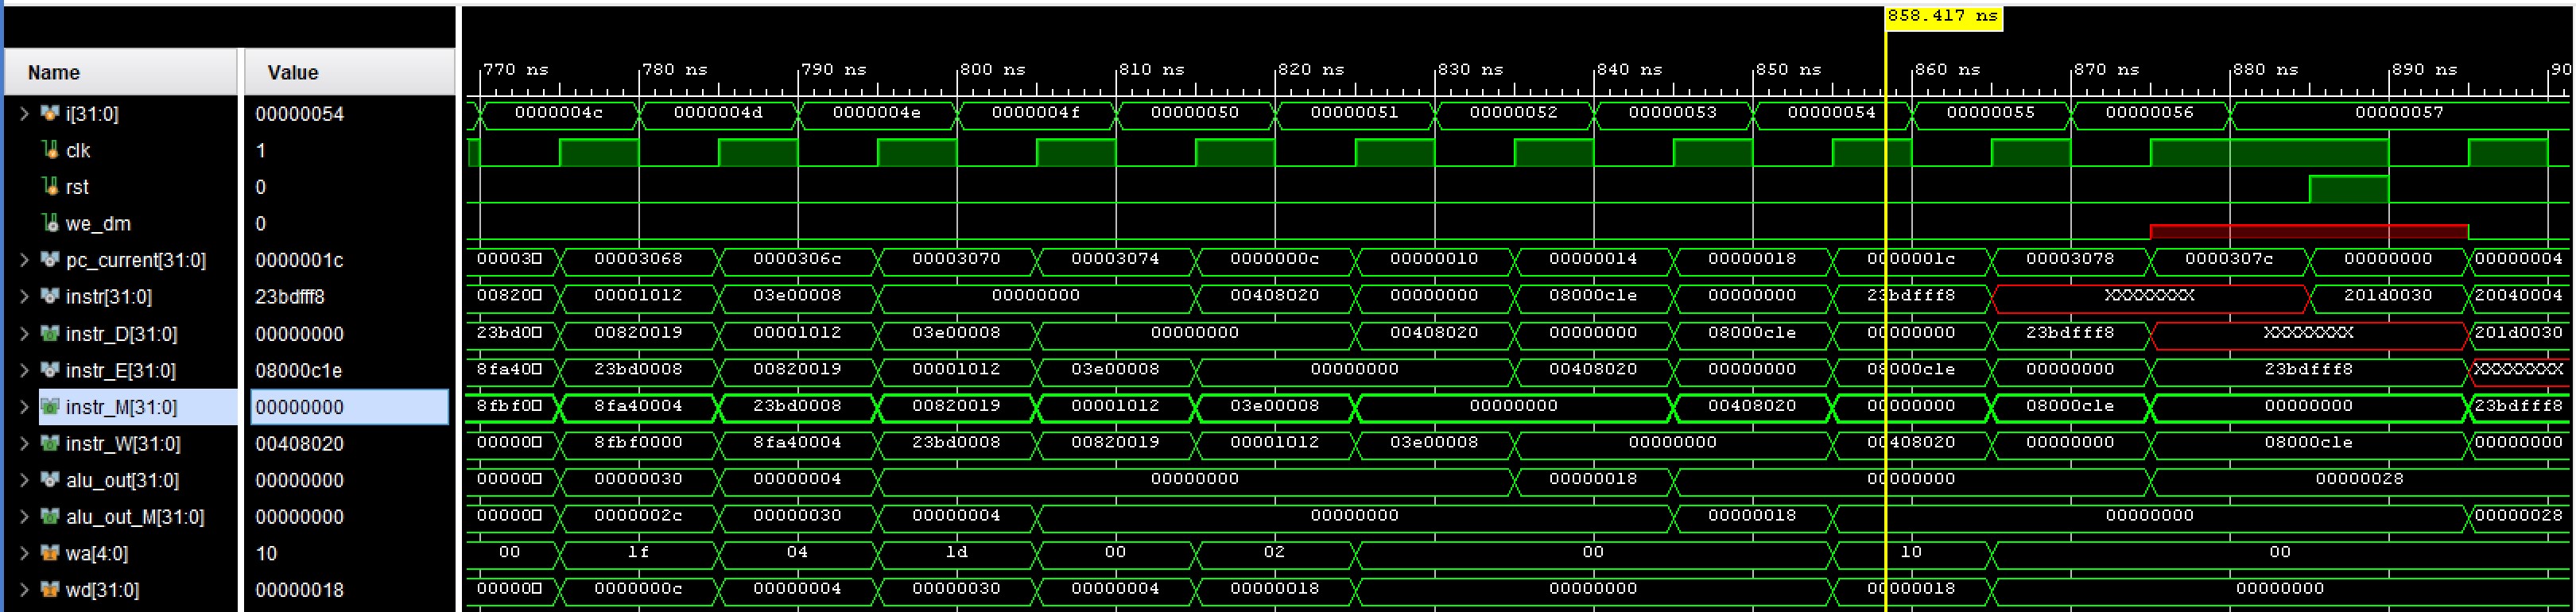 858.417 ns
Name Value
770 ns 780 ns 790 ns 800 ns 810 ns 820 ns 830 ns 840 ns 850 ns 860 ns 870 ns 880 ns 890 ns 90
i[31:0] 00000054 0000004c 0000004d 0000004e 0000004f 00000050 00000051 00000052 00000053 00000054 00000055 00000056 00000057
clk 1
rst 0
we_dm 0
pc_current[31:0] 0000001c 00003 00003068 0000306c 00003070 00003074 0000000c 00000010 00000014 00000018 0000001c 00003078 0000307c 00000000 00000004
instr[31:0] 23bdfff8 00820 00001012 03e00008 00000000 00408020 00000000 08000c1e 00000000 23bdfff8 XXXXXXXX 201d0030 20040004
instr_D[31:0] 00000000 23bd0 00820019 00001012 03e00008 00000000 00408020 00000000 08000c1e 00000000 23bdfff8 XXXXXXXX 201d0030
instr_E[31:0] 08000c1e 8fa40 23bd0008 00820019 00001012 03e00008 00000000 00408020 00000000 08000c1e 00000000 23bdfff8 XXXXXXXX
instr_M[31:0] 00000000 8fbf0 8fa40004 23bd0008 00820019 00001012 03e00008 00000000 00408020 00000000 08000c1e 00000000 23bdfff8
instr_W[31:0] 00408020 00000 8fbf0000 8fa40004 23bd0008 00820019 00001012 03e00008 00000000 00408020 00000000 08000c1e 00000000
alu_out[31:0] 00000000 00000 00000030 00000004 00000000 00000018 00000000 00000028
alu_out_M[31:0] 00000000 00000 0000002c 00000030 00000004 00000000 00000018 00000000 00000028
wa[4:0] 10 00 1f 04 1d 00 02 00 10 00
wd[31:0] 00000018 00000 0000000c 00000004 00000030 00000004 00000018 00000000 00000018 00000000